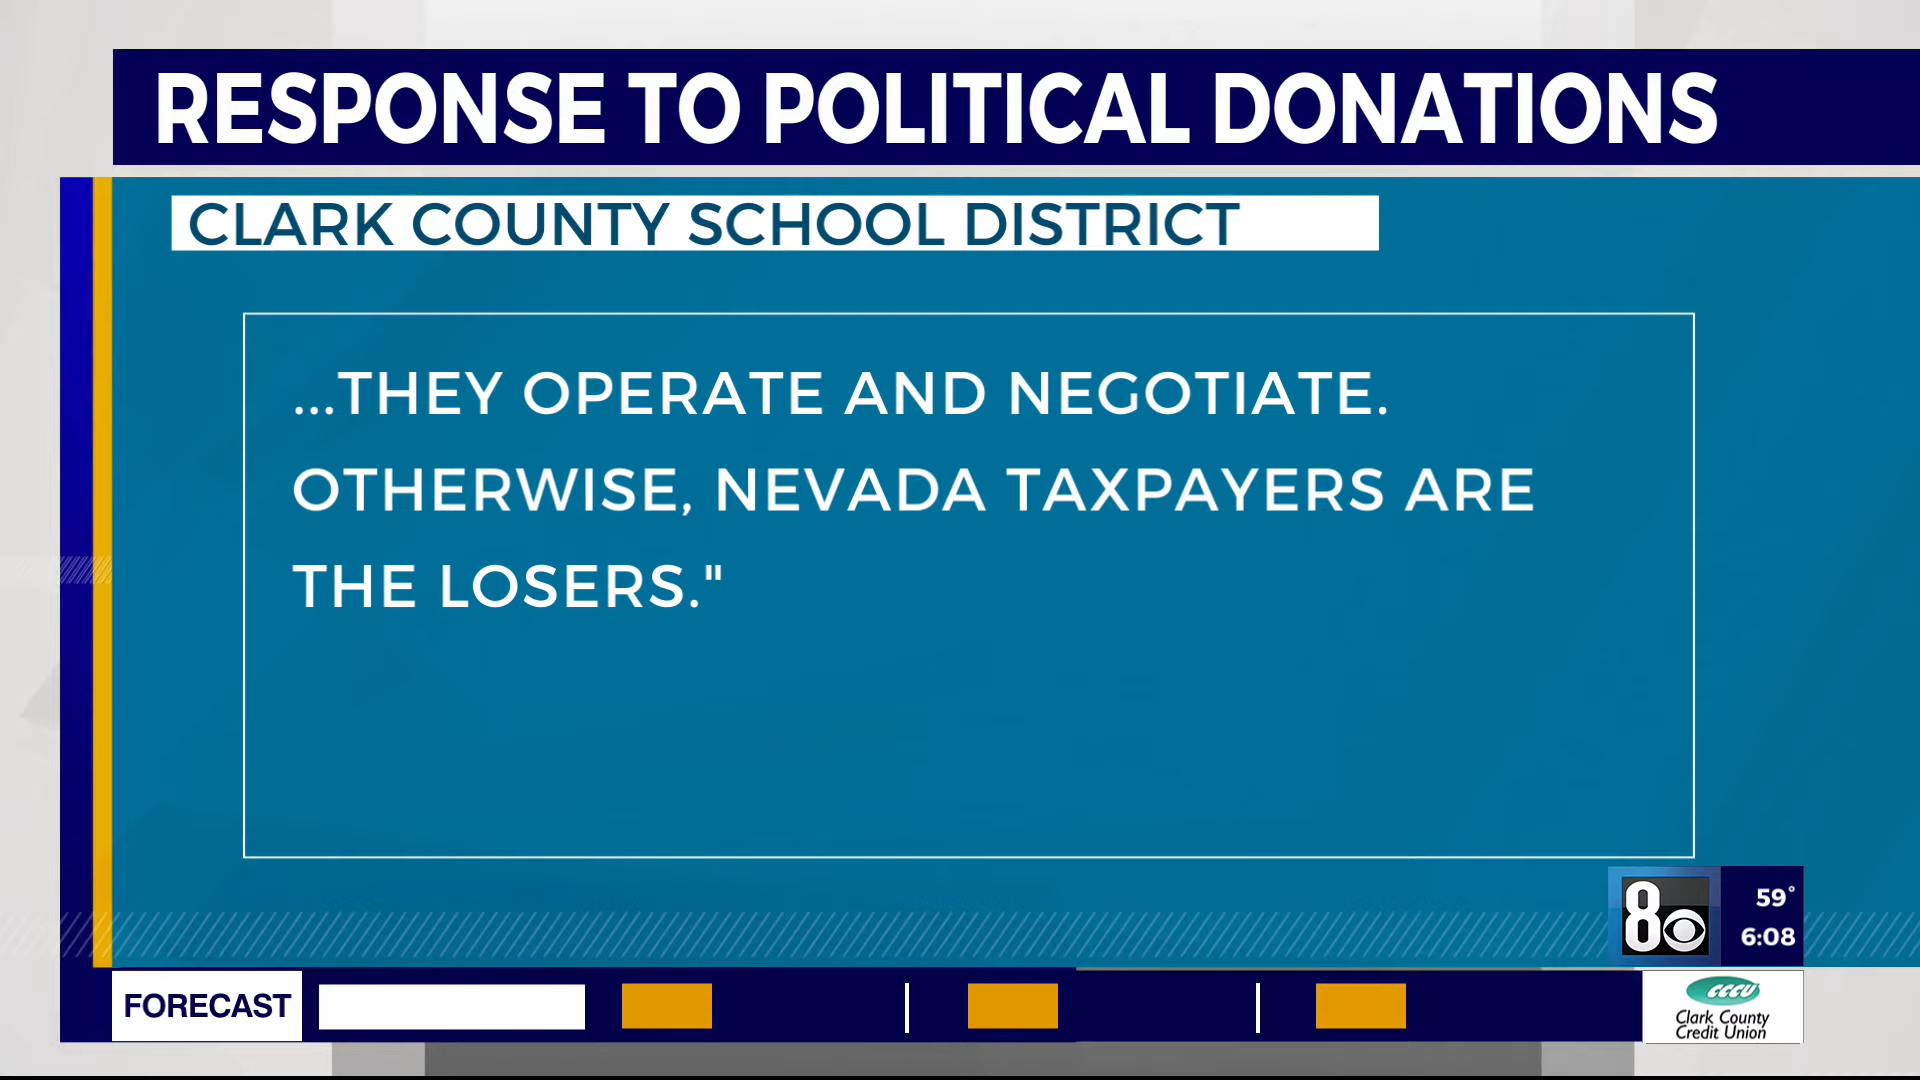 RESPONSE TO POLITICAL DONATIONS
CLARK COUNTY SCHOOL DISTRICT
...THEY OPERATE AND NEGOTIATE.
OTHERWISE, NEVADA TAXPAYERS ARE
THE LOSERS."
8
59°
6:08
FORECAST
CCCU
Clark County
Credit Union